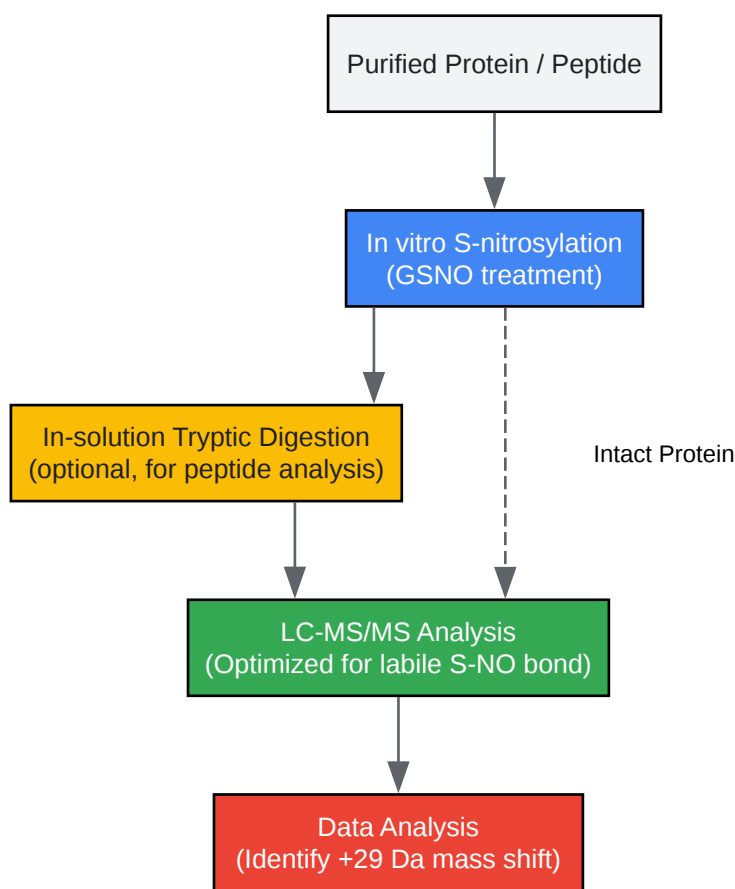 Purified Protein / Peptide
In vitro S-nitrosylation
(GSNO treatment)
In-solution Tryptic Digestion
(optional, for peptide analysis)
Intact Protein
LC-MS/MS Analysis
(Optimized for labile S-NO bond)
Data Analysis
(Identify +29 Da mass shift)